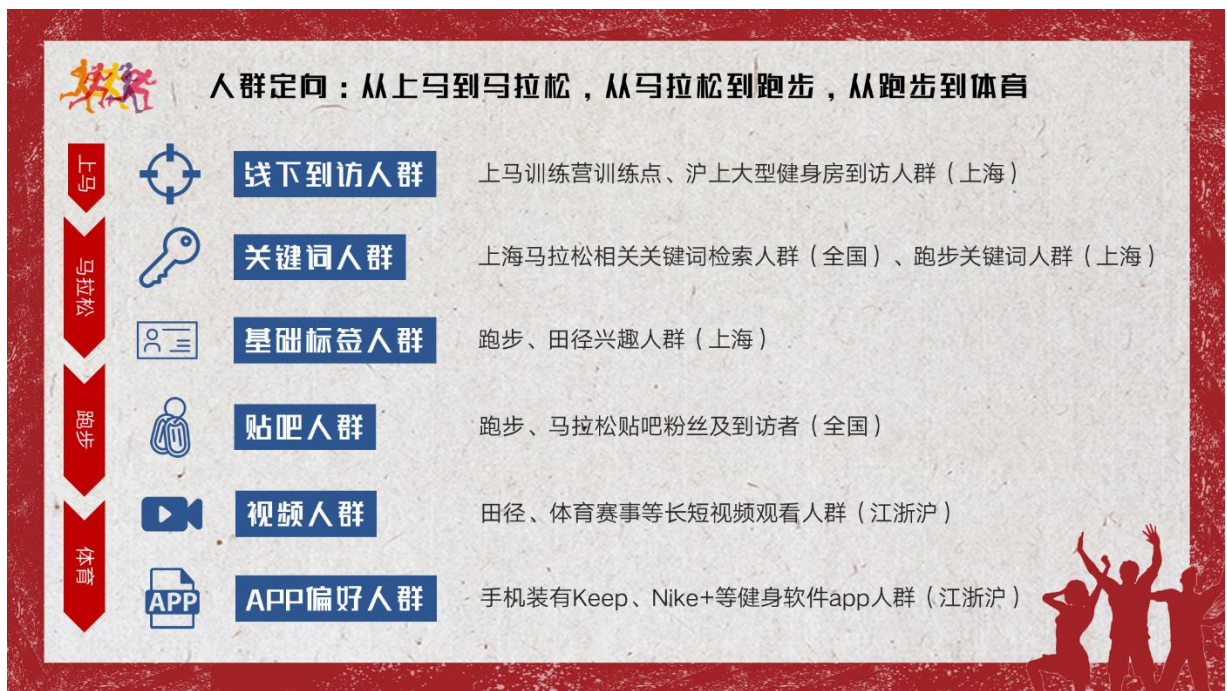 人群定向：从上马到马拉松，从马拉松到跑步，从跑步到体育
上马
线下到访人群
上马训练营训练点、沪上大型健身房到访人群（上海）
马拉松
关键词人群
上海马拉松相关关键词检索人群（全国）、跑步关键词人群（上海）
基础标签人群
跑步、田径兴趣人群（上海）
跑步
贴吧人群
跑步、马拉松贴吧粉丝及到访者（全国）
视频人群
田径、体育赛事等长短视频观看人群（江浙沪）
体育
APP
APP偏好人群
手机装有Keep、Nike+等健身软件app人群（江浙沪）